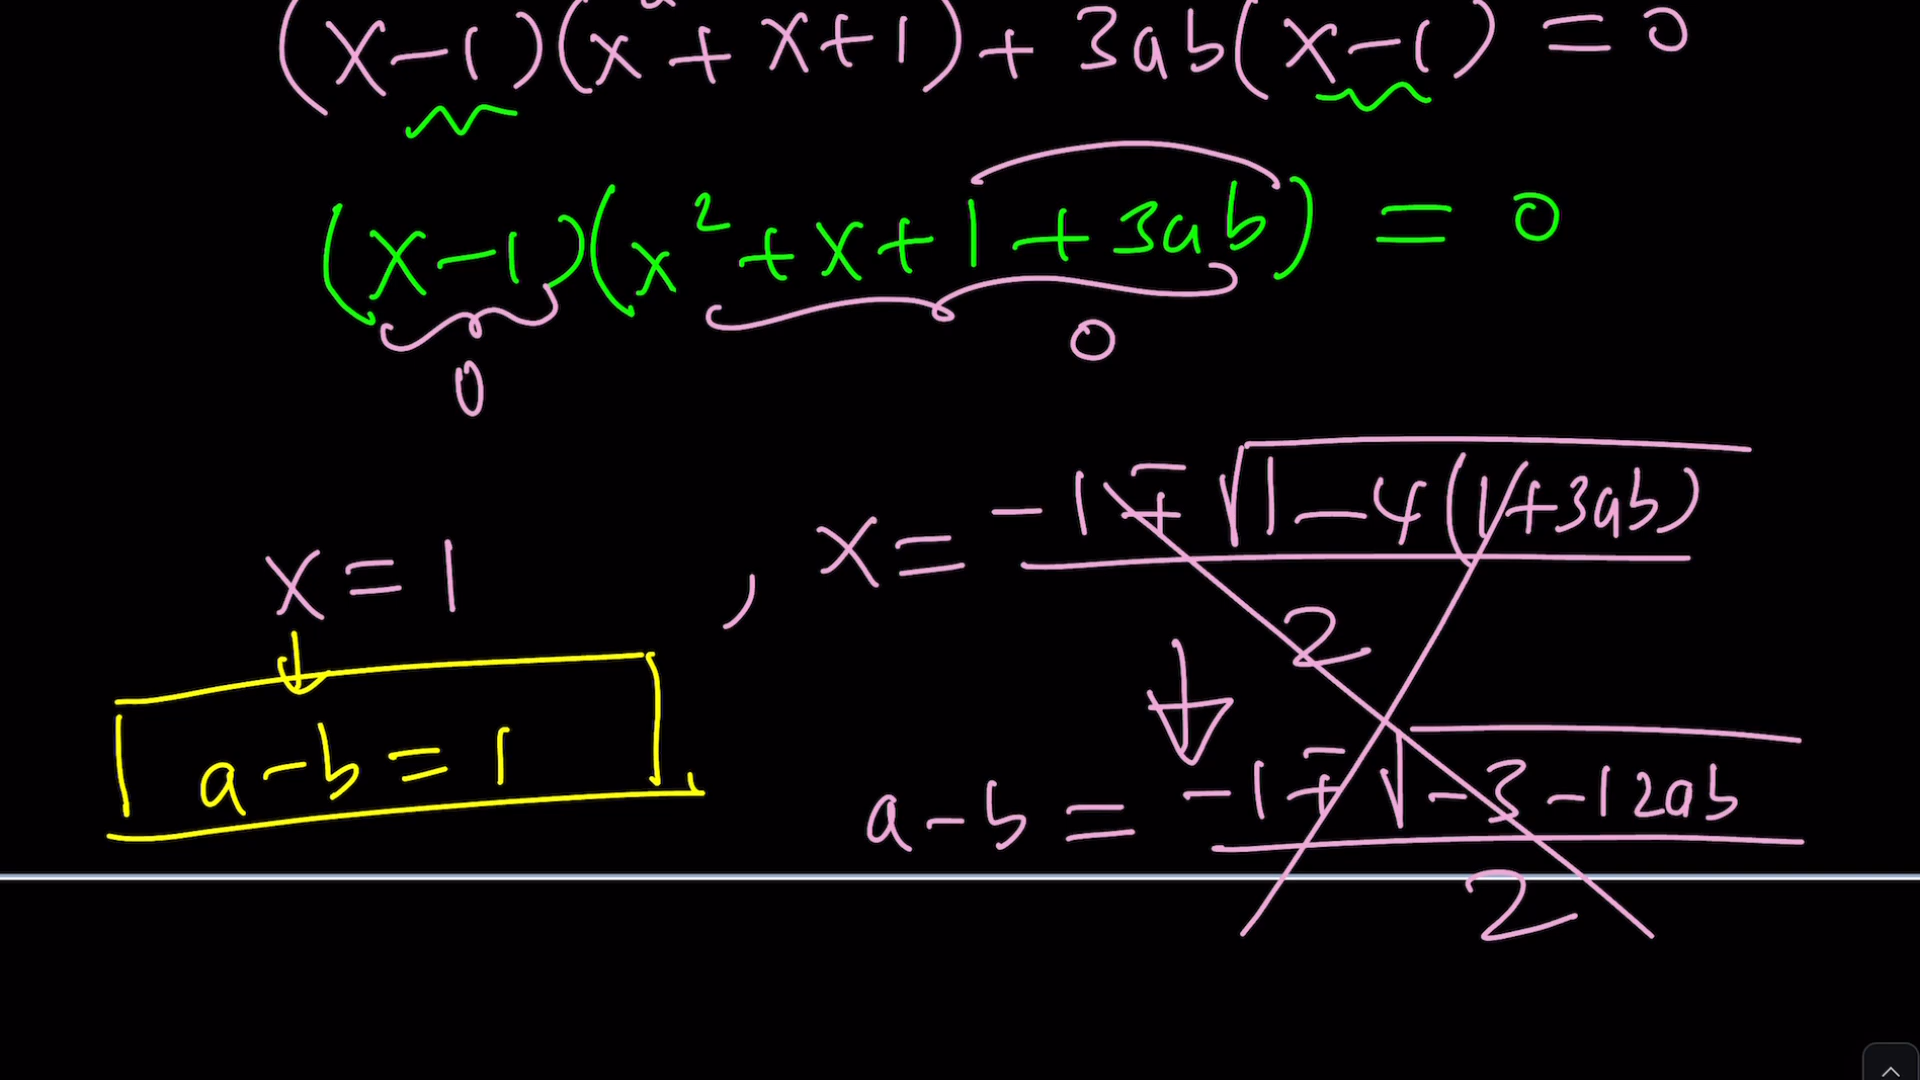 (x-1)(x²+x+1)+3ab(x-1)=0
(x-1)(x²+x+1+3ab)=0
0 0
x=1 , x= -1∓√1-4(1+3ab)
2
a-b=1
a-b= -1∓√-3-12ab
2